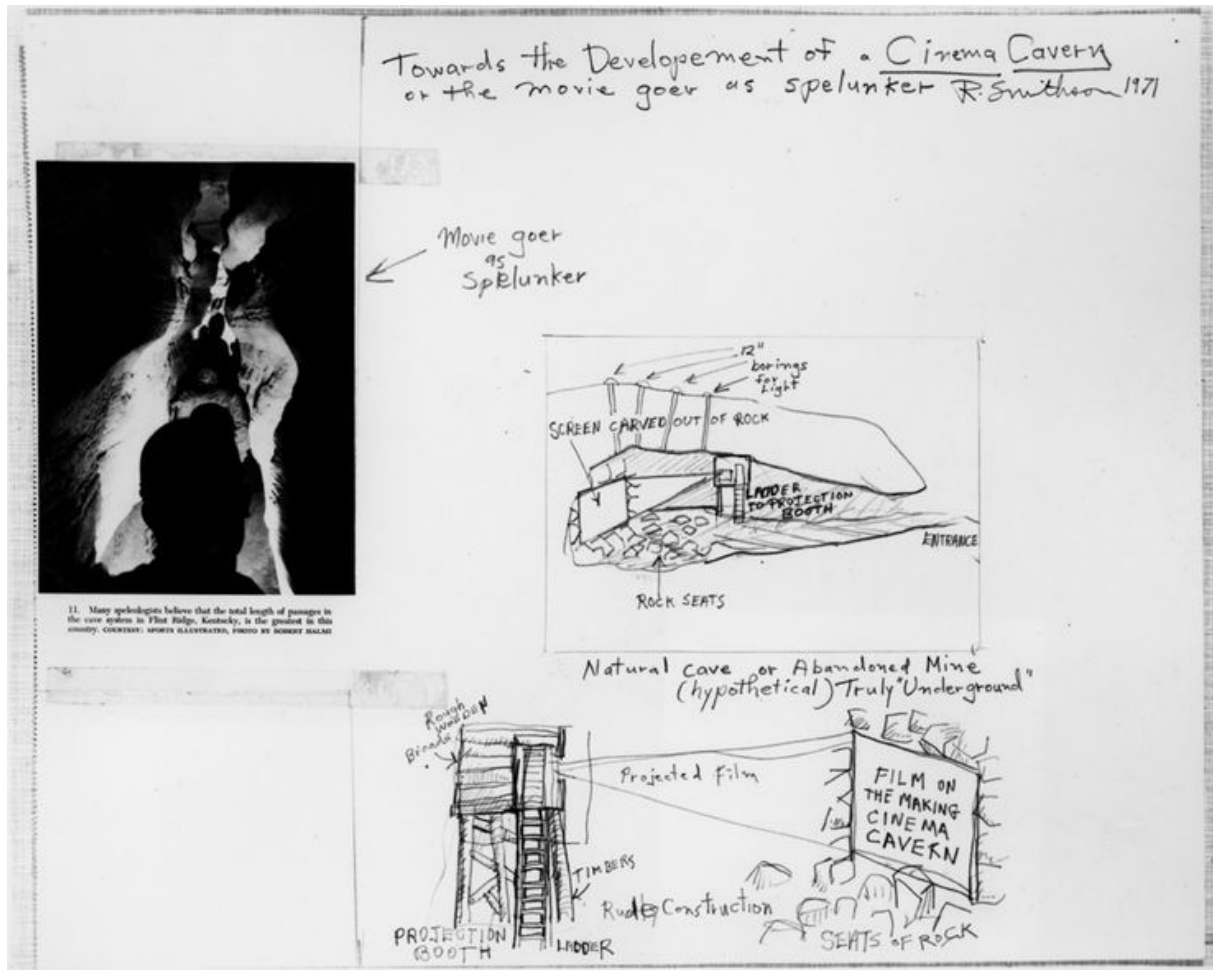 Towards the Developement of a Cinema Cavern
or the movie goer as spelunker R. Smithson 1971
Movie goer
as
Spelunker
12"
borings
for
Light
SCREEN CARVED OUT OF ROCK
LADDER
TO PROJECTION
BOOTH
ENTRANCE
ROCK SEATS
11. Many speleologists believe that the total length of passages in
the cave system in Flint Ridge, Kentucky, is the greatest in this
country. COURTESY: SPORTS ILLUSTRATED, PHOTO BY ROBERT HALMI
Natural cave or Abandoned Mine
(hypothetical) Truly "Underground"
Rough
WOODEN
Projected Film
FILM ON
THE MAKING
CINEMA
CAVERN
TIMBERS
Rude Construction
PROJECTION
BOOTH
LADDER
SEATS OF ROCK